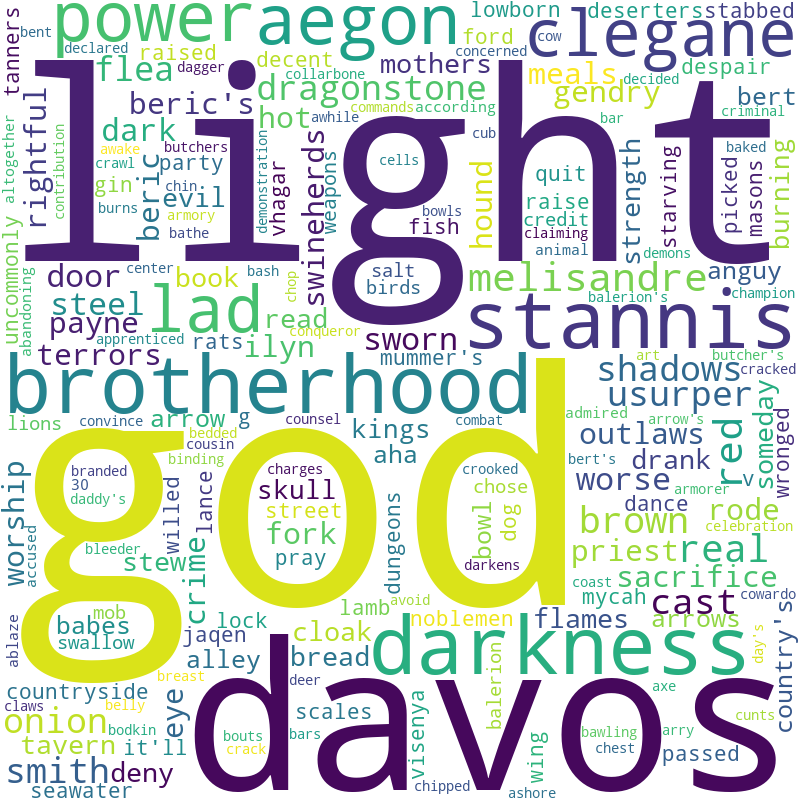 power
aegon
lowborn
deserters
stabbed
clegane
bent
declared
tanners
raised
flea
dagger
decent
collarbone
ford
mothers
cow
concerned
meals
decided
despair
dragonstone
gendry
criminal
bert
beric's
hot
commands
according
altogether
contribution
rightful
awake
butchers
dark
awhile
cub
bar
baked
light
crawl
chin
party
demonstration
weapons
cells
quit
strength
starving
picked
masons
burning
gin
beric
evil
vhagar
swineherds
bowls
hound
raise
credit
claiming
burns
armory
bathe
fish
animal
demons
uncommonly
abandoning
door
center
book
bash
chop
salt
birds
melisandre
anguy
balerion's
champion
steel
lad
read
conqueror
stannis
payne
apprenticed
rats
ilyn
sworn
art
butcher's
terrors
mummer's
shadows
cracked
brotherhood
usurper
someday
wronged
lions
convince
bedded
cousin
arrow
g
counsel
kings
combat
admired
arrow's
red
binding
aha
outlaws
drank
v
worship
accused
branded
30
daddy's
willed
lance
charges
skull
crooked
chose
bowl
dog
worse
bert's
armorer
dance
street
brown
rode
celebration
god
crime
fork
stew
bleeder
pray
dungeons
darkens
priest
real
coast
sacrifice
cowardo
ablaze
mob
babes
swallow
lock
lamb
avoid
mycah
cast
jaqen
cloak
noblemen
flames
arrows
country's
day's
alley
bread
darkness
countryside
breast
deer
claws
belly
eye
scales
visenya
balerion
axe
cunts
onion
bodkin
bouts
bars
davos
wing
bawling
arry
tavern
it'll
crack
chest
passed
smith
deny
chipped
seawater
ashore